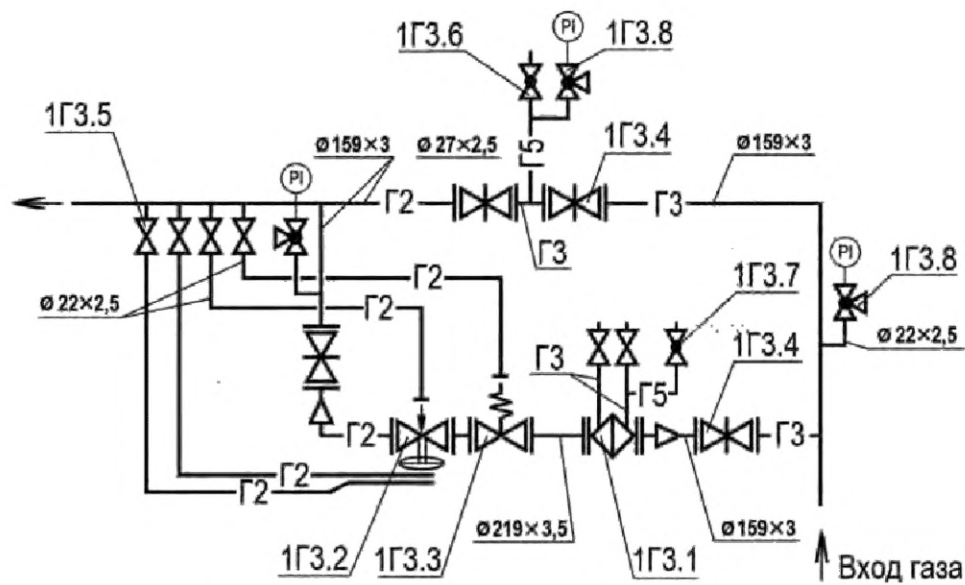 PI
1Г3.6
1Г3.8
1Г3.5
Ø159×3
Ø27×2,5
Г5
1Г3.4
Ø159×3
PI
Г2
Г3
Г3
PI
1Г3.8
Г2
1Г3.7
Ø22×2,5
Г2
Ø22×2,5
Г3
1Г3.4
Г5
Г2
Г3
Г2
Г2
Ø219×3,5
Ø159×3
1Г3.2
1Г3.3
1Г3.1
Вход газа